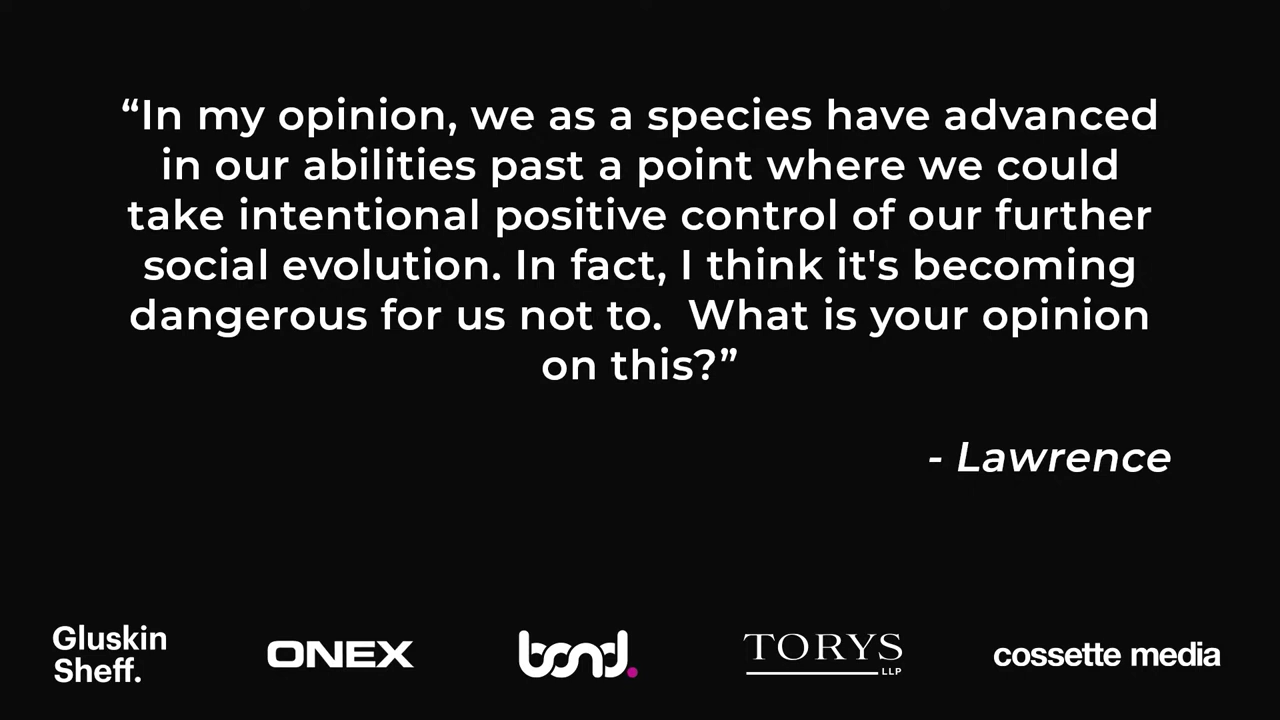 “In my opinion, we as a species have advanced
in our abilities past a point where we could
take intentional positive control of our further
social evolution. In fact, I think it's becoming
dangerous for us not to.  What is your opinion
on this?”
- Lawrence
Gluskin
Sheff.
ONEX
bond.
TORYS
LLP
cossette media